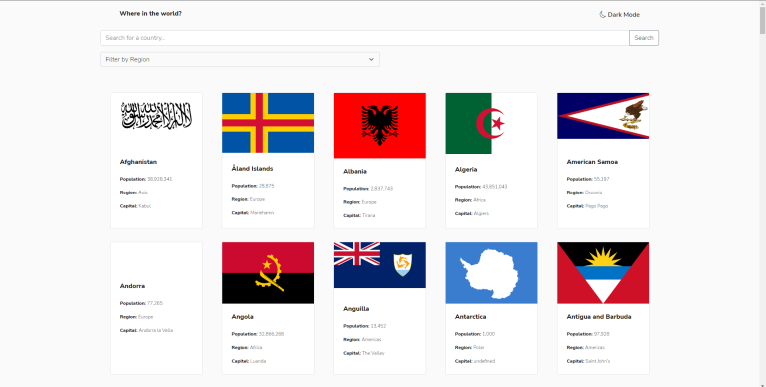 Where in the world?
Dark Mode
Search for a country...
Search
Filter by Region
Afghanistan
Population: 38,928,341
Region: Asia
Capital: Kabul
Åland Islands
Population: 28,875
Region: Europe
Capital: Mariehamn
Albania
Population: 2,837,743
Region: Europe
Capital: Tirana
Algeria
Population: 43,851,043
Region: Africa
Capital: Algiers
American Samoa
Population: 55,197
Region: Oceania
Capital: Pago Pago
Andorra
Population: 77,265
Region: Europe
Capital: Andorra la Vella
Angola
Population: 32,866,268
Region: Africa
Capital: Luanda
Anguilla
Population: 13,452
Region: Americas
Capital: The Valley
Antarctica
Population: 1,000
Region: Polar
Capital: undefined
Antigua and Barbuda
Population: 97,928
Region: Americas
Capital: Saint John's